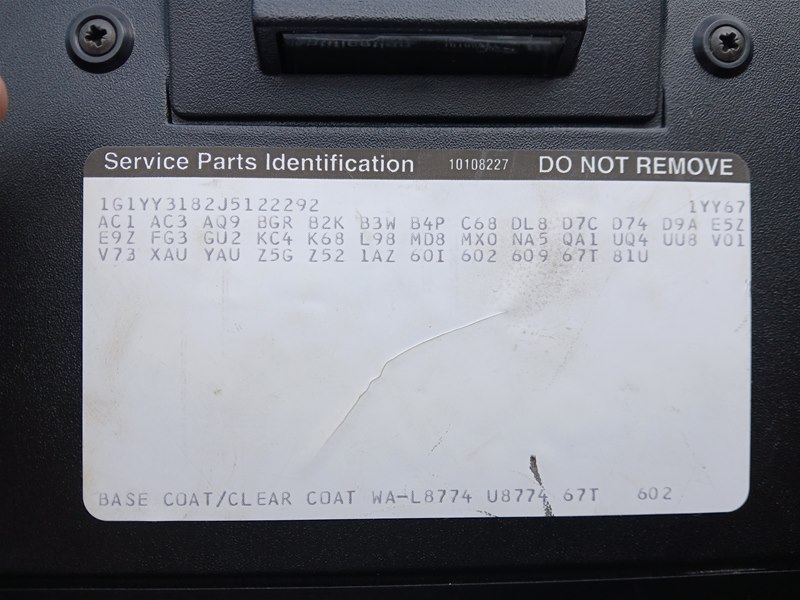 Service Parts Identification 10108227 DO NOT REMOVE
1G1YY3182J5122292 1YY67
AC1 AC3 AQ9 BGR B2K B3W B4P C68 DL8 D7C D74 D9A E5Z
E9Z FG3 GU2 KC4 K68 L98 MD8 MX0 NA5 QA1 UQ4 UU8 V01
V73 XAU YAU Z5G Z52 1AZ 60I 602 609 67T 81U
BASE COAT/CLEAR COAT WA-L8774 U8774 67T 602